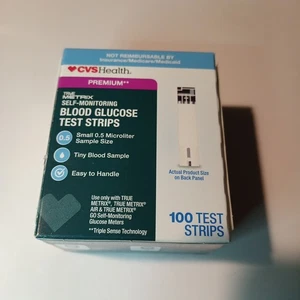 NOT REIMBURSABLE BY
Insurance/Medicare/Medicaid
CVSHealth.
PREMIUM**
TRUE
METRIX
SELF-MONITORING
BLOOD GLUCOSE
TEST STRIPS
0.5
Small 0.5 Microliter
Sample Size
Tiny Blood Sample
Easy to Handle
Actual Product Size
on Back Panel
Use only with TRUE
METRIX®, TRUE METRIX®
AIR & TRUE METRIX®
GO Self-Monitoring
Glucose Meters
**Triple Sense Technology
100 TEST
STRIPS